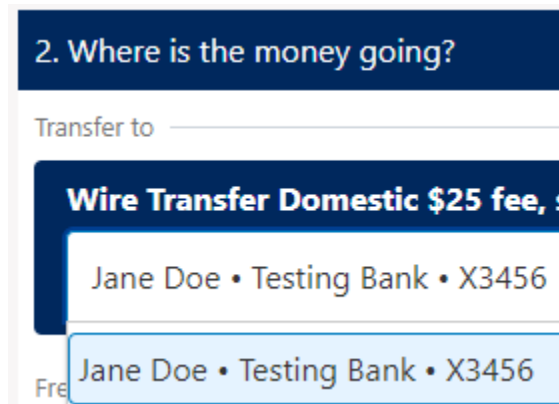 2. Where is the money going?
Transfer to
Wire Transfer Domestic $25 fee,
Jane Doe • Testing Bank • X3456
Jane Doe • Testing Bank • X3456
Fre